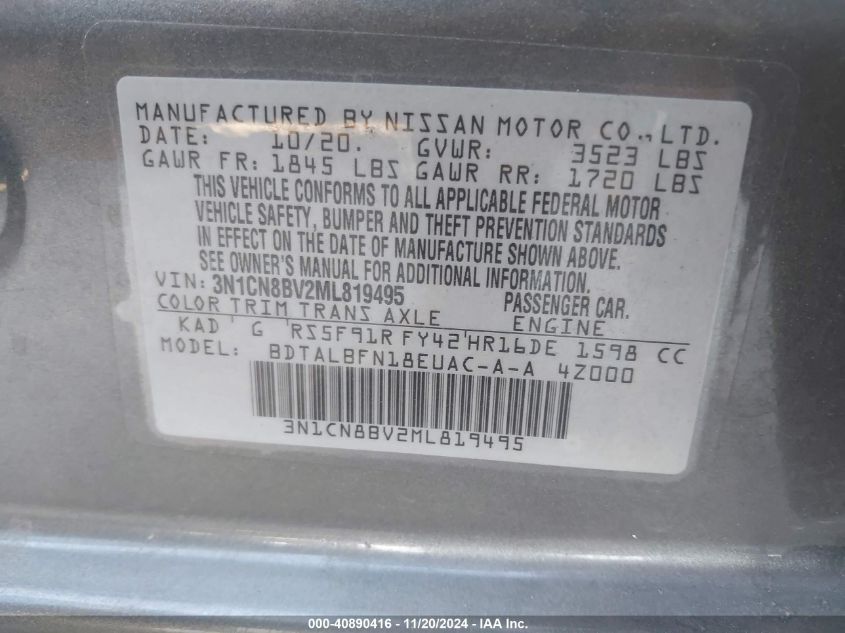 MANUFACTURED BY NISSAN MOTOR CO., LTD.
DATE: 10/20. GVWR: 3523 LBS
GAWR FR: 1845 LBS GAWR RR: 1720 LBS
THIS VEHICLE CONFORMS TO ALL APPLICABLE FEDERAL MOTOR
VEHICLE SAFETY, BUMPER AND THEFT PREVENTION STANDARDS
IN EFFECT ON THE DATE OF MANUFACTURE SHOWN ABOVE.
SEE OWNER'S MANUAL FOR ADDITIONAL INFORMATION.
VIN: 3N1CN8BV2ML819495 PASSENGER CAR.
COLOR TRIM TRANS AXLE ENGINE
KAD G RS5F91R FY42 HR16DE 1598 CC
MODEL: BDTALBFN18EUAC-A-A 4Z000
3N1CN8BV2ML819495
000-40890416 - 11/20/2024 - IAA Inc.